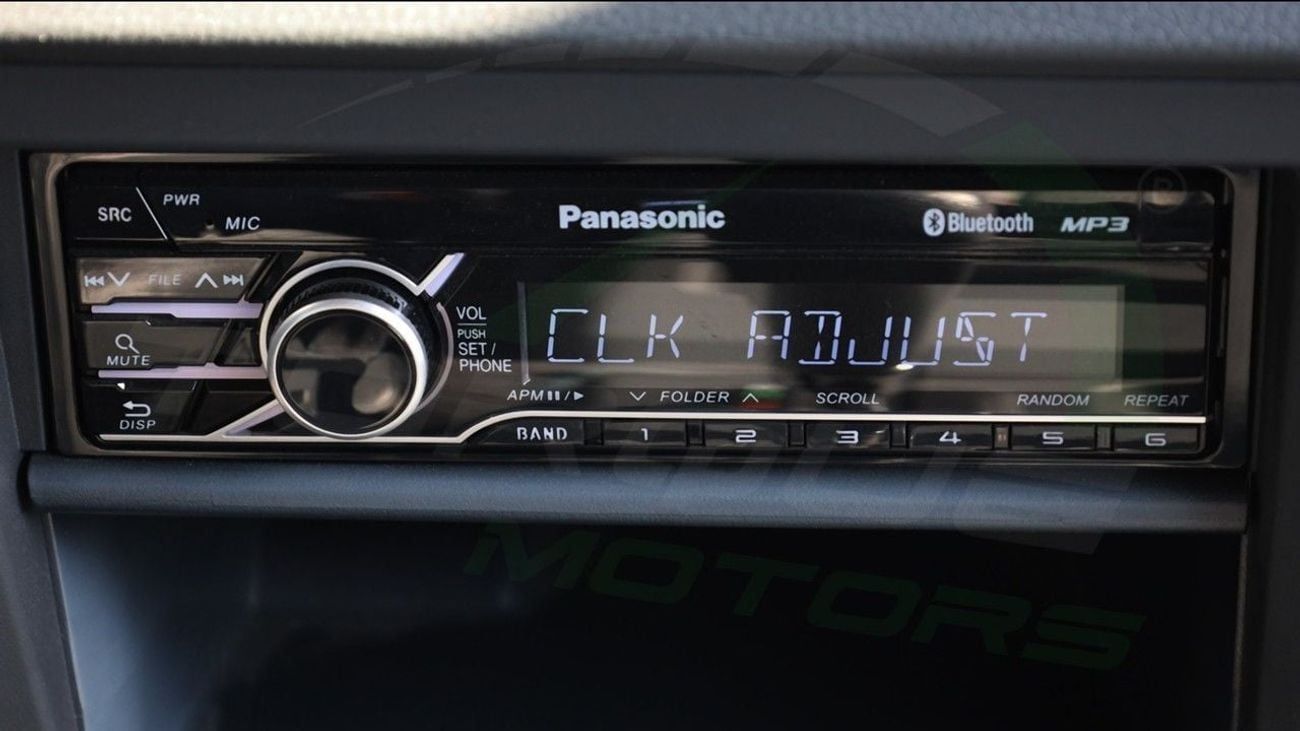 SRC
PWR
MIC
Panasonic
Bluetooth
MP3
®
FILE
MUTE
DISP
VOL
PUSH
SET /
PHONE
CLK ADJUST
APM
FOLDER
SCROLL
RANDOM
REPEAT
BAND 1 2 3 4 5 6
MOTORS